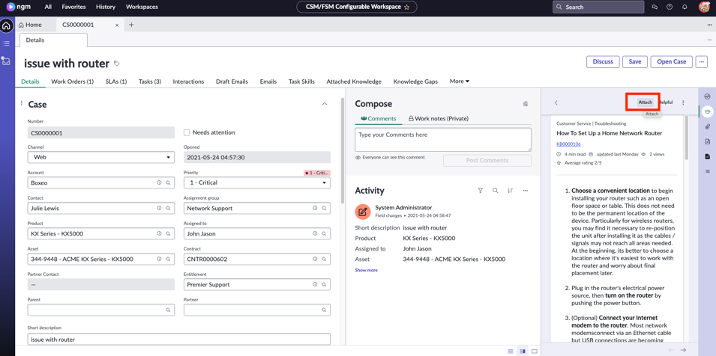 ngm All Favorites History Workspaces CSM/FSM Configurable Workspace Search
Home CS0000001
Details
issue with router
Discuss Save Open Case
Details Work Orders (1) SLAs (1) Tasks (3) Interactions Draft Emails Emails Task Skills Attached Knowledge Knowledge Gaps More
Case
Number
CS0000001
Needs attention
Channel
Web
Opened
2021-05-24 04:57:30
Account
Boxeo
Priority
1 - Criti...
1 - Critical
Contact
Julie Lewis
Assignment group
Network Support
Product
KX Series - KX5000
Assigned to
John Jason
Asset
344-9448 - ACME KX Series - KX5000
Contract
CNTR0000602
Partner Contact
—
Entitlement
Premier Support
Parent
Partner
Short description
issue with router
Compose
Comments Work notes (Private)
Type your Comments here
Everyone can see this comment
Post Comments
Activity
System Administrator
Field changes • 2021-05-24 04:58:47
Short description issue with router
Product KX Series - KX5000
Assigned to John Jason
Asset 344-9448 - ACME KX Series - KX5000
Show more
Attach Helpful
Attach
Customer Service | Troubleshooting
How To Set Up a Home Network Router
4 min read updated last Monday 2 views
Average rating 2/5
1. Choose a convenient location to begin
installing your router such as an open
floor space or table. This does not need
to be the permanent location of the
device. Particularly for wireless routers,
you may find it necessary to re-position
the unit after installing it as the cables /
signals may not reach all areas needed.
At the beginning, its better to choose a
location where it's easiest to work with
the router and worry about final
placement later.
2. Plug in the router's electrical power
source, then turn on the router by
pushing the power button.
3. (Optional) Connect your internet
modem to the router. Most network
modemsconnect via an Ethernet cable
but USB connections are becoming